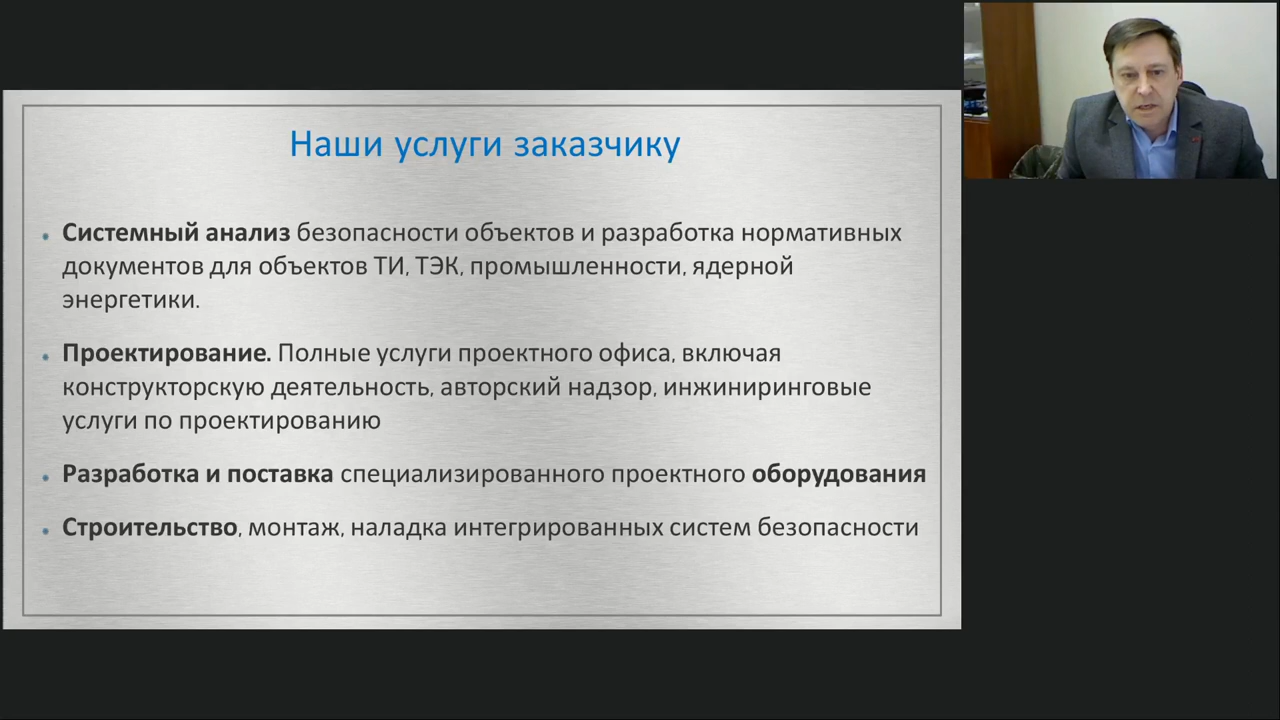 Наши услуги заказчику
Системный анализ безопасности объектов и разработка нормативных
документов для объектов ТИ, ТЭК, промышленности, ядерной
энергетики.
Проектирование. Полные услуги проектного офиса, включая
конструкторскую деятельность, авторский надзор, инжиниринговые
услуги по проектированию
Разработка и поставка специализированного проектного оборудования
Строительство, монтаж, наладка интегрированных систем безопасности